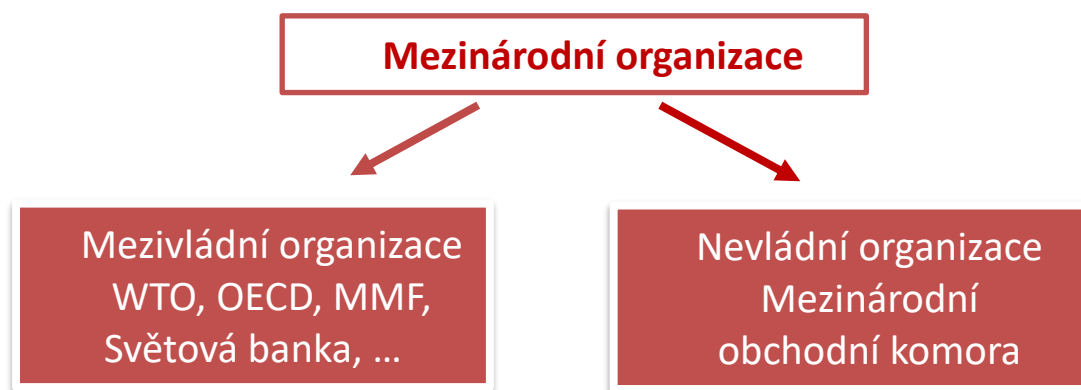 Mezinárodní organizace
Mezivládní organizace
WTO, OECD, MMF,
Světová banka, ...
Nevládní organizace
Mezinárodní
obchodní komora